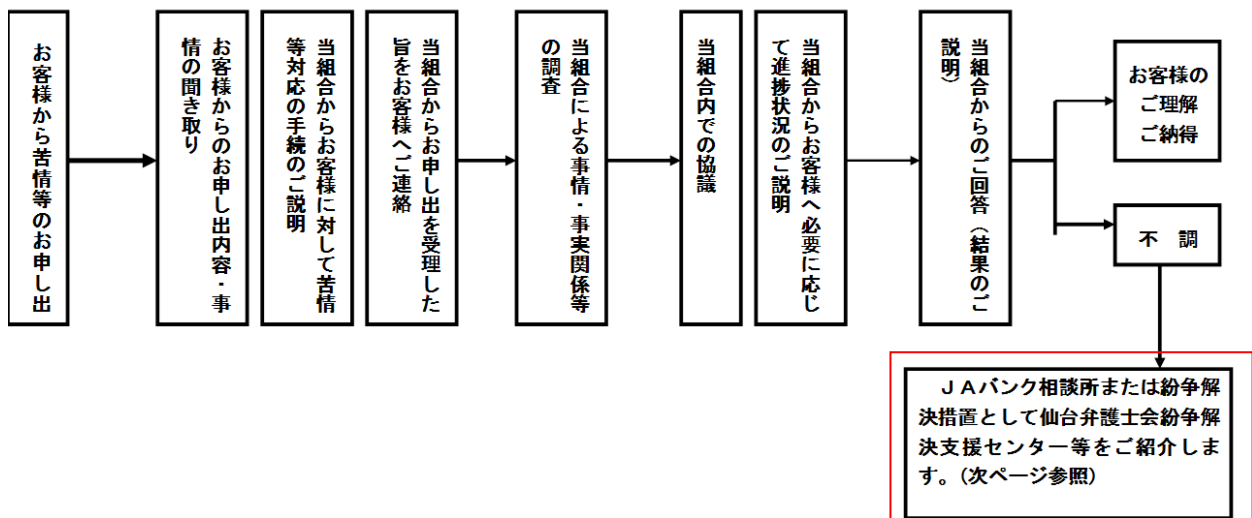 お客様から苦情等のお申し出
お客様からのお申し出内容・事
情の聞き取り
当組合からお客様に対して苦情
等対応の手続のご説明
当組合からお申し出を受理した
旨をお客様へご連絡
当組合による事情・事実関係等
の調査
当組合内での協議
当組合からお客様へ必要に応じ
て進捗状況のご説明
当組合からのご回答（結果のご
説明）
お客様の
ご理解
ご納得
不　調
　ＪＡバンク相談所または紛争解
決措置として仙台弁護士会紛争解
決支援センター等をご紹介しま
す。(次ページ参照)